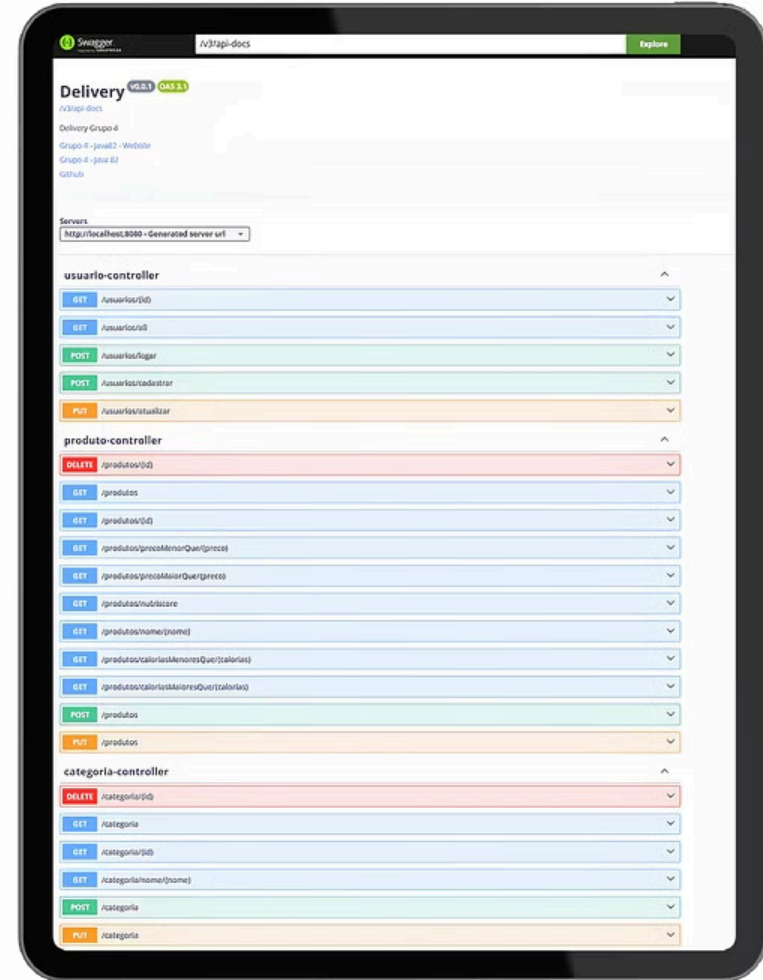 Swagger
/v3/api-docs
Explore
Delivery v0.0.1 OAS 3.1
/v3/api-docs
Delivery Grupo 4
Grupo 4 - Java82 - Website
Grupo 4 - Java 82
Github
Servers
http://localhost:8080 - Generated server url
usuario-controller
GET /usuarios/{id}
GET /usuarios/all
POST /usuarios/logar
POST /usuarios/cadastrar
PUT /usuarios/atualizar
produto-controller
DELETE /produtos/{id}
GET /produtos
GET /produtos/{id}
GET /produtos/precoMenorQue/{preco}
GET /produtos/precoMaiorQue/{preco}
GET /produtos/nutriscore
GET /produtos/nome/{nome}
GET /produtos/caloriasMenoresQue/{calorias}
GET /produtos/caloriasMaioresQue/{calorias}
POST /produtos
PUT /produtos
categoria-controller
DELETE /categoria/{id}
GET /categoria
GET /categoria/{id}
GET /categoria/nome/{nome}
POST /categoria
PUT /categoria